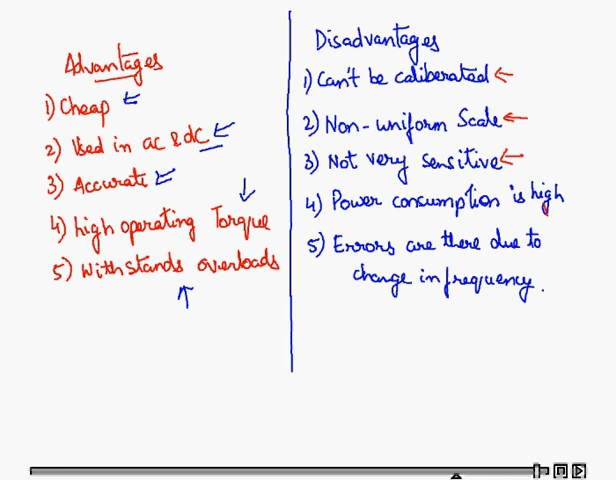 Advantages
1) Cheap
2) Used in ac & dc
3) Accurate
4) high operating Torque
5) Withstands overloads
Disadvantages
1) Can't be caliberated
2) Non-uniform Scale
3) Not very sensitive
4) Power consumption is high
5) Errors are there due to
change in frequency.